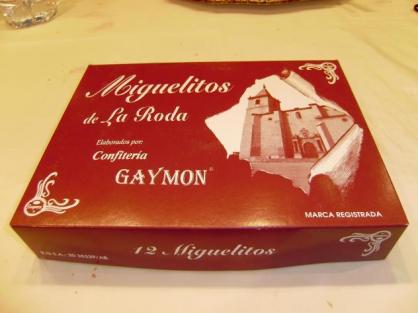 Miguelitos
de La Roda
Elaborados por:
Confitería
GAYMON®
MARCA REGISTRADA
12 Miguelitos